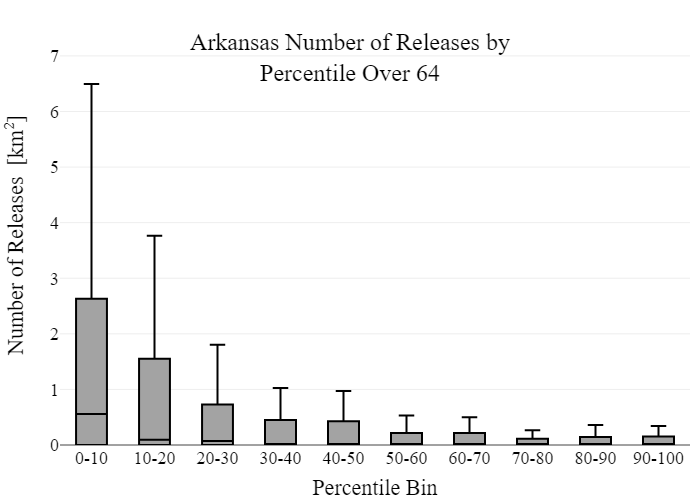 Arkansas Number of Releases by
Percentile Over 64
Number of Releases [km²]
7
6
5
4
3
2
1
0
0-10 10-20 20-30 30-40 40-50 50-60 60-70 70-80 80-90 90-100
Percentile Bin